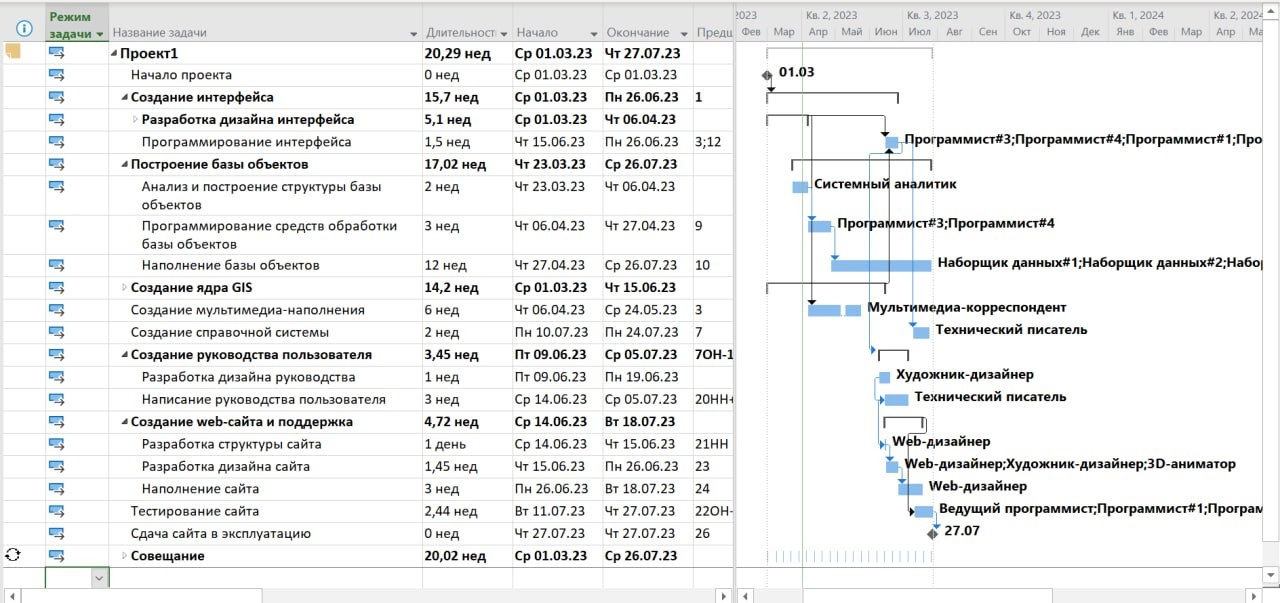 Режим задачи Название задачи Длительност Начало Окончание Предц
2023 Кв. 2, 2023 Кв. 3, 2023 Кв. 4, 2023 Кв. 1, 2024 Кв. 2, 2024
Фев Мар Апр Май Июн Июл Авг Сен Окт Ноя Дек Янв Фев Мар Апр Ма
Проект1 20,29 нед Ср 01.03.23 Чт 27.07.23
Начало проекта 0 нед Ср 01.03.23 Ср 01.03.23 01.03
Создание интерфейса 15,7 нед Ср 01.03.23 Пн 26.06.23 1
Разработка дизайна интерфейса 5,1 нед Ср 01.03.23 Чт 06.04.23
Программирование интерфейса 1,5 нед Чт 15.06.23 Пн 26.06.23 3;12 Программист#3;Программист#4;Программист#1;Про
Построение базы объектов 17,02 нед Чт 23.03.23 Ср 26.07.23
Анализ и построение структуры базы объектов 2 нед Чт 23.03.23 Чт 06.04.23 Системный аналитик
Программирование средств обработки базы объектов 3 нед Чт 06.04.23 Чт 27.04.23 9 Программист#3;Программист#4
Наполнение базы объектов 12 нед Чт 27.04.23 Ср 26.07.23 10 Наборщик данных#1;Наборщик данных#2;Набор
Создание ядра GIS 14,2 нед Ср 01.03.23 Чт 15.06.23
Создание мультимедиа-наполнения 6 нед Чт 06.04.23 Ср 24.05.23 3 Мультимедиа-корреспондент
Создание справочной системы 2 нед Пн 10.07.23 Пн 24.07.23 7 Технический писатель
Создание руководства пользователя 3,45 нед Пт 09.06.23 Ср 05.07.23 7ОН-1
Разработка дизайна руководства 1 нед Пт 09.06.23 Пн 19.06.23 Художник-дизайнер
Написание руководства пользователя 3 нед Ср 14.06.23 Ср 05.07.23 20НН+ Технический писатель
Создание web-сайта и поддержка 4,72 нед Ср 14.06.23 Вт 18.07.23
Разработка структуры сайта 1 день Ср 14.06.23 Чт 15.06.23 21НН Web-дизайнер
Разработка дизайна сайта 1,45 нед Чт 15.06.23 Пн 26.06.23 23 Web-дизайнер;Художник-дизайнер;3D-аниматор
Наполнение сайта 3 нед Пн 26.06.23 Вт 18.07.23 24 Web-дизайнер
Тестирование сайта 2,44 нед Вт 11.07.23 Чт 27.07.23 22ОН- Ведущий программист;Программист#1;Програм
Сдача сайта в эксплуатацию 0 нед Чт 27.07.23 Чт 27.07.23 26 27.07
Совещание 20,02 нед Ср 01.03.23 Ср 26.07.23